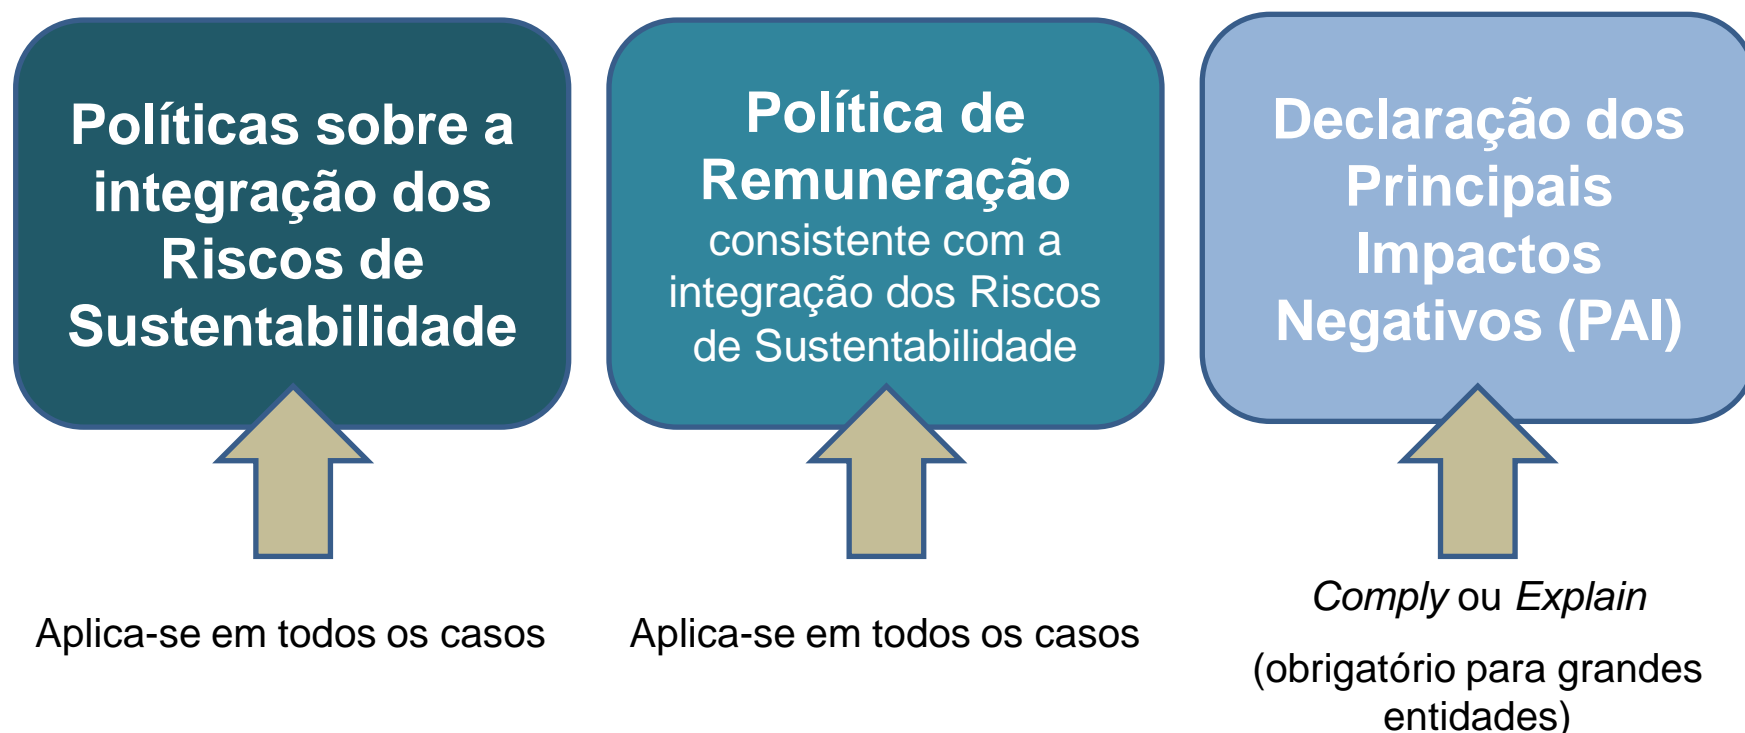 Políticas sobre a
integração dos
Riscos de
Sustentabilidade
Aplica-se em todos os casos
Política de
Remuneração
consistente com a
integração dos Riscos
de Sustentabilidade
Aplica-se em todos os casos
Declaração dos
Principais
Impactos
Negativos (PAI)
Comply ou Explain
(obrigatório para grandes
entidades)